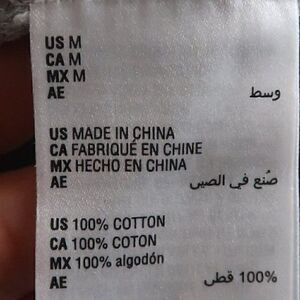 US M
CA M
MX M
AE وسط
US MADE IN CHINA
CA FABRIQUÉ EN CHINE
MX HECHO EN CHINA
AE صنع في الصين
US 100% COTTON
CA 100% COTON
MX 100% algodón
AE 100% قطن